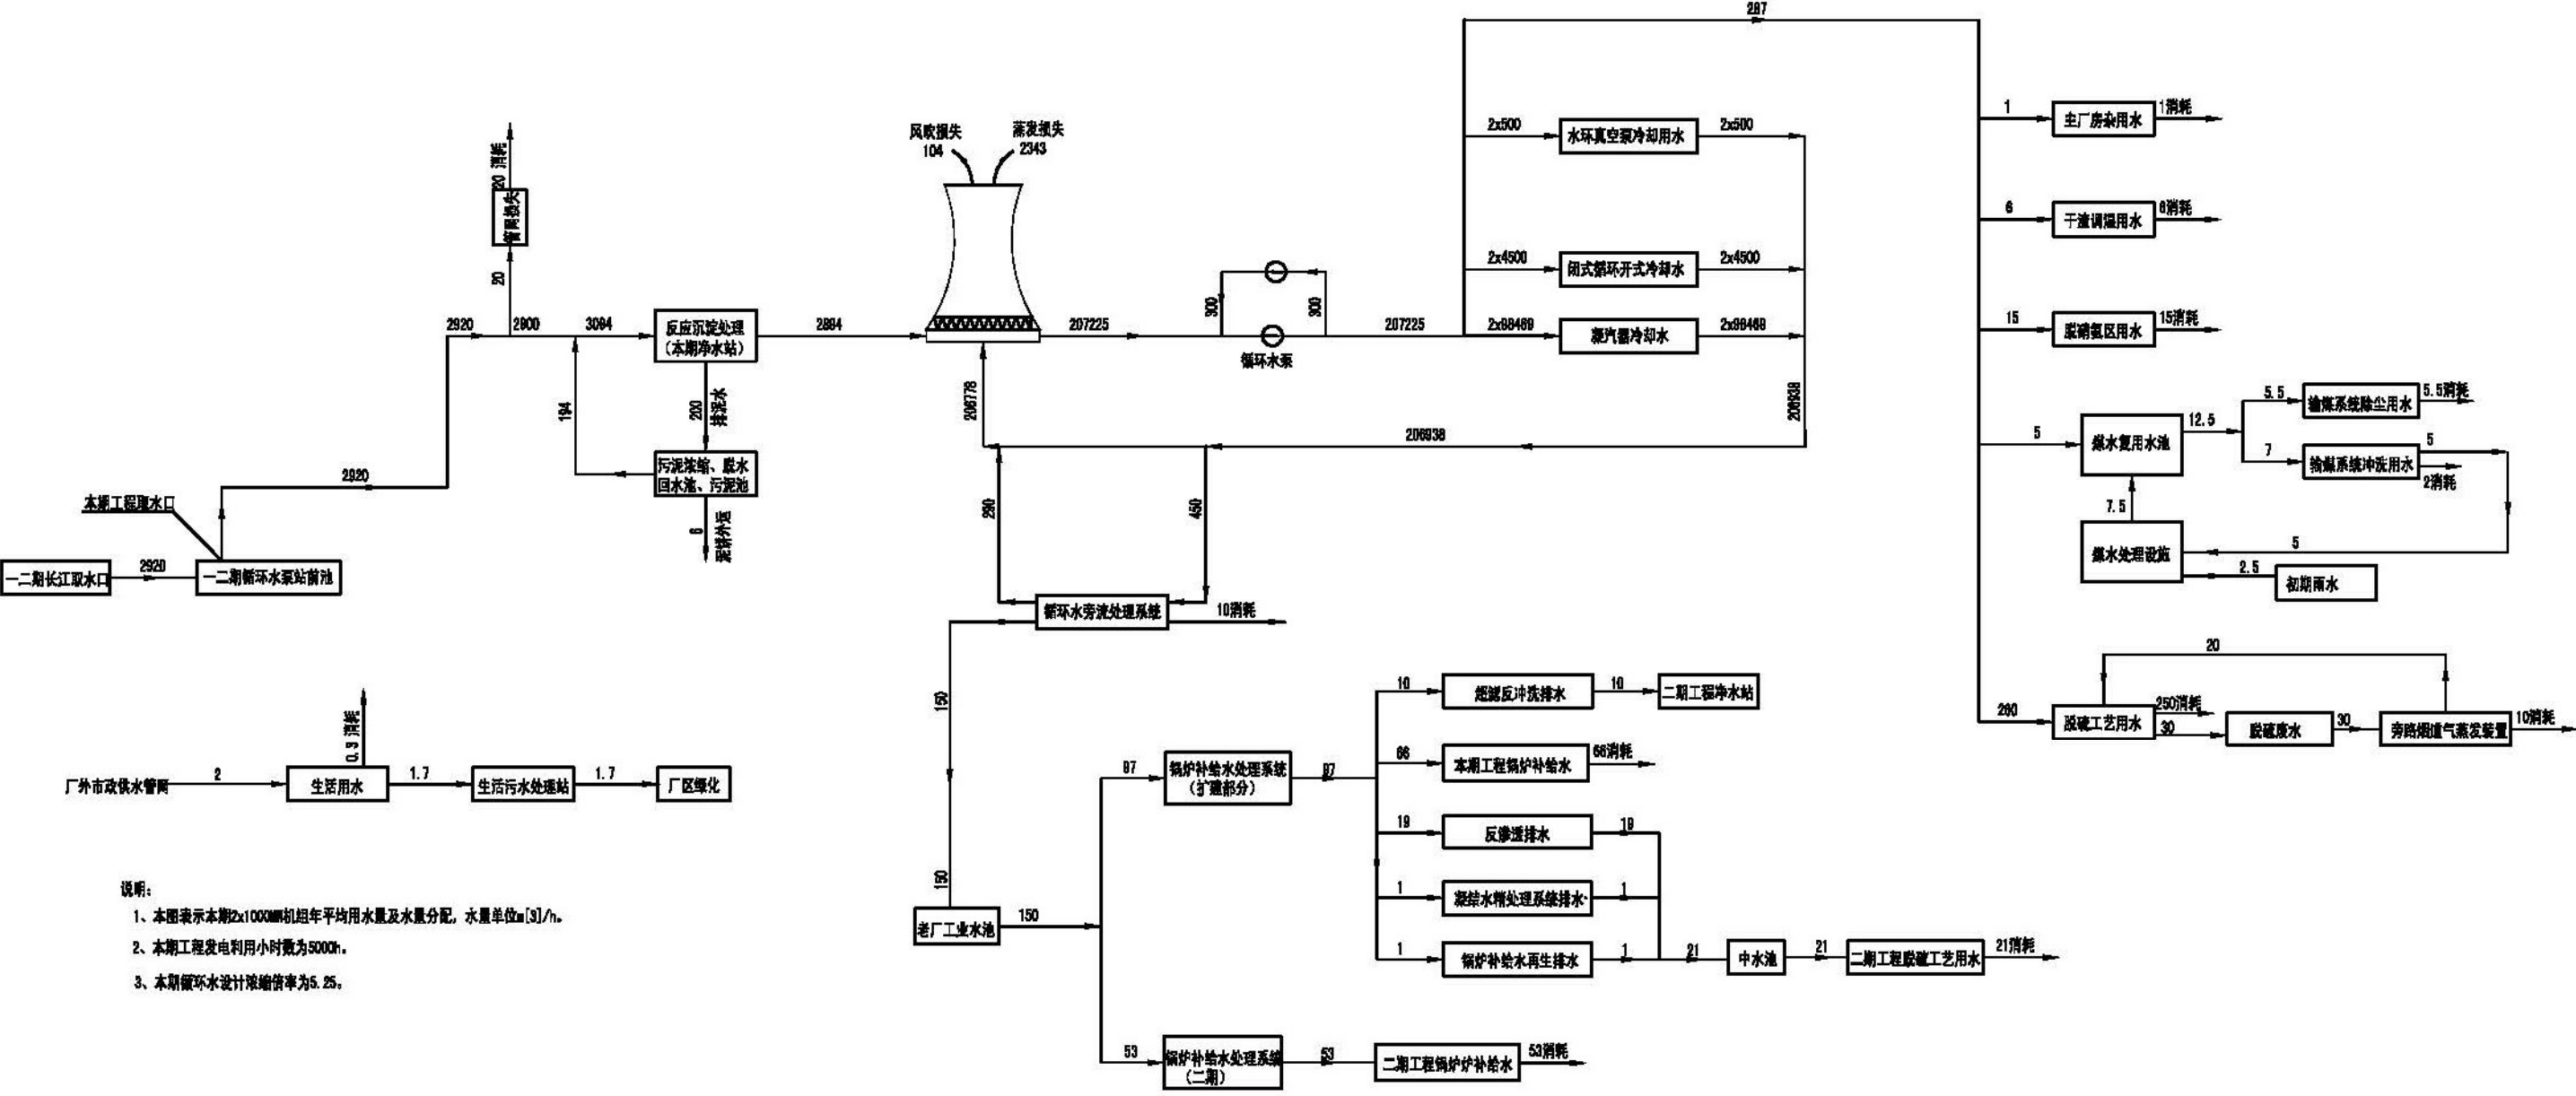 287
1
主厂房杂用水
1消耗
风吹损失
104
蒸发损失
2343
2x500
水环真空泵冷却用水
2x500
20 消耗
管网损失
20
6
干渣调湿用水
6消耗
2x4500
闭式循环开式冷却水
2x4500
300
300
15
脱硝氨区用水
15消耗
2920
2900
3094
反应沉淀处理
(本期净水站)
2894
207225
循环水泵
207225
2x98469
凝汽器冷却水
2x98469
194
200
排泥水
206778
206938
206938
5.5
输煤系统除尘用水
5.5消耗
5
煤水复用水池
12.5
7
输煤系统冲洗用水
5
2消耗
污泥浓缩、脱水
回水池、污泥池
6
泥饼外运
2920
本期工程取水口
一二期长江取水口
2920
一二期循环水泵站前池
290
450
7.5
煤水处理设施
5
2.5
初期雨水
循环水旁流处理系统
10消耗
150
150
20
260
脱硫工艺用水
250消耗
30
脱硫废水
30
旁路烟道气蒸发装置
10消耗
10
超滤反冲洗排水
10
二期工程净水站
0.3 消耗
厂外市政供水管网
2
生活用水
1.7
生活污水处理站
1.7
厂区绿化
97
锅炉补给水处理系统
(扩建部分)
97
66
本期工程锅炉补给水
66消耗
19
反渗透排水
19
1
凝结水精处理系统排水
1
1
锅炉补给水再生排水
1
21
中水池
21
二期工程脱硫工艺用水
21消耗
老厂工业水池
150
53
锅炉补给水处理系统
(二期)
53
二期工程锅炉炉补给水
53消耗
说明:
1、本图表示本期2x1000MW机组年平均用水量及水量分配,水量单位m[3]/h。
2、本期工程发电利用小时数为5000h。
3、本期循环水设计浓缩倍率为5.25。